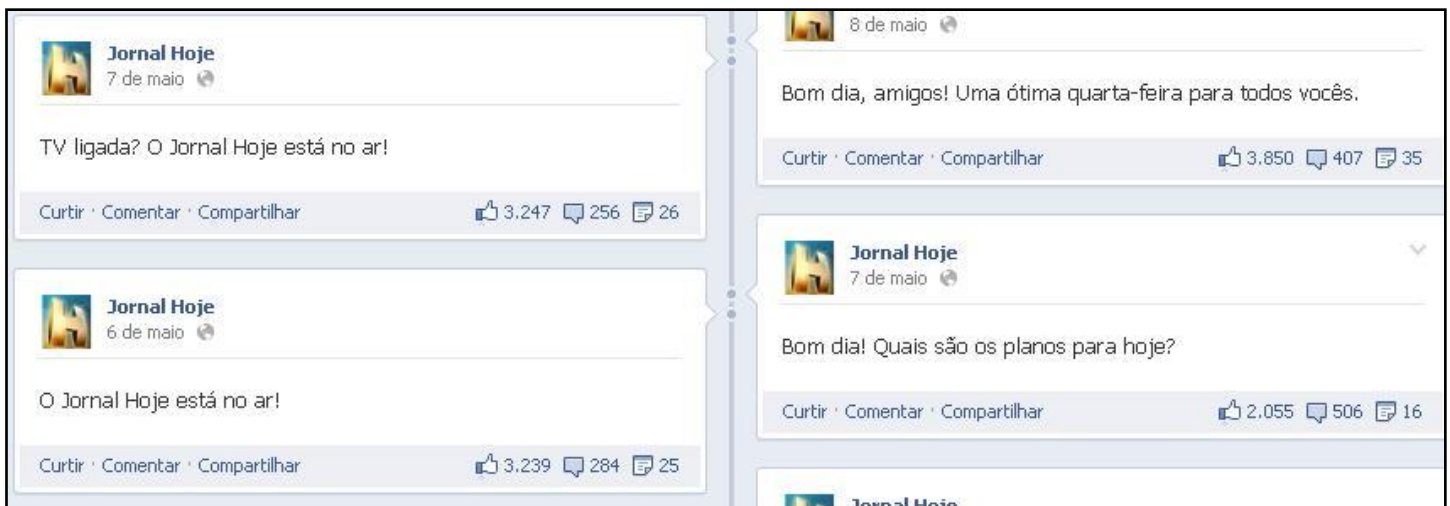 Jornal Hoje
7 de maio
TV ligada? O Jornal Hoje está no ar!
Curtir · Comentar · Compartilhar 3.247 256 26
Jornal Hoje
6 de maio
O Jornal Hoje está no ar!
Curtir · Comentar · Compartilhar 3.239 284 25
8 de maio
Bom dia, amigos! Uma ótima quarta-feira para todos vocês.
Curtir · Comentar · Compartilhar 3.850 407 35
Jornal Hoje
7 de maio
Bom dia! Quais são os planos para hoje?
Curtir · Comentar · Compartilhar 2.055 506 16
Jornal Hoje